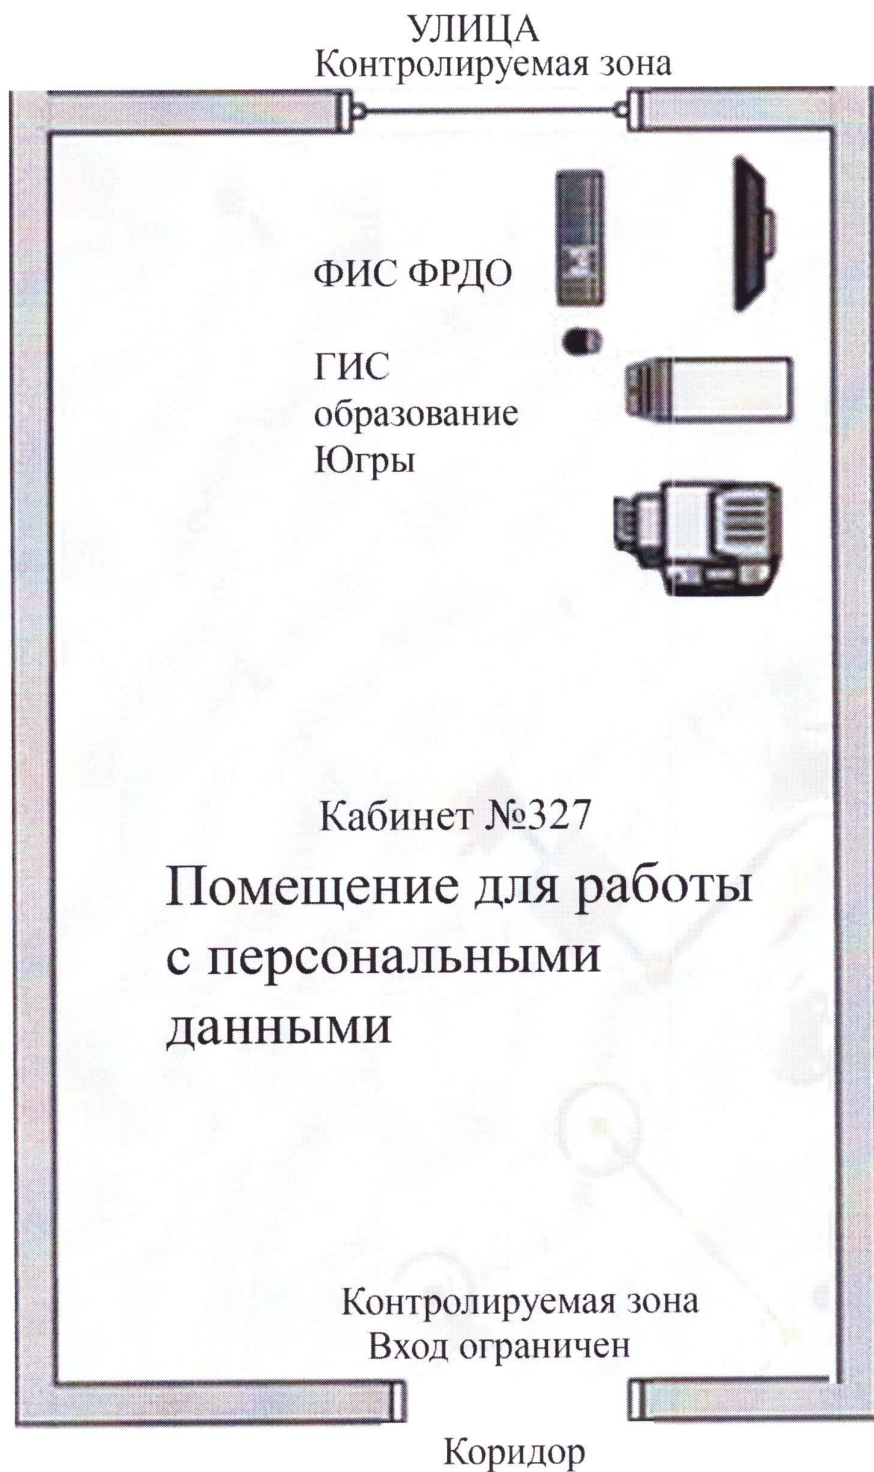 УЛИЦА
Контролируемая зона
ФИС ФРДО
ГИС
образование
Югры
Кабинет №327
Помещение для работы
с персональными
данными
Контролируемая зона
Вход ограничен
Коридор